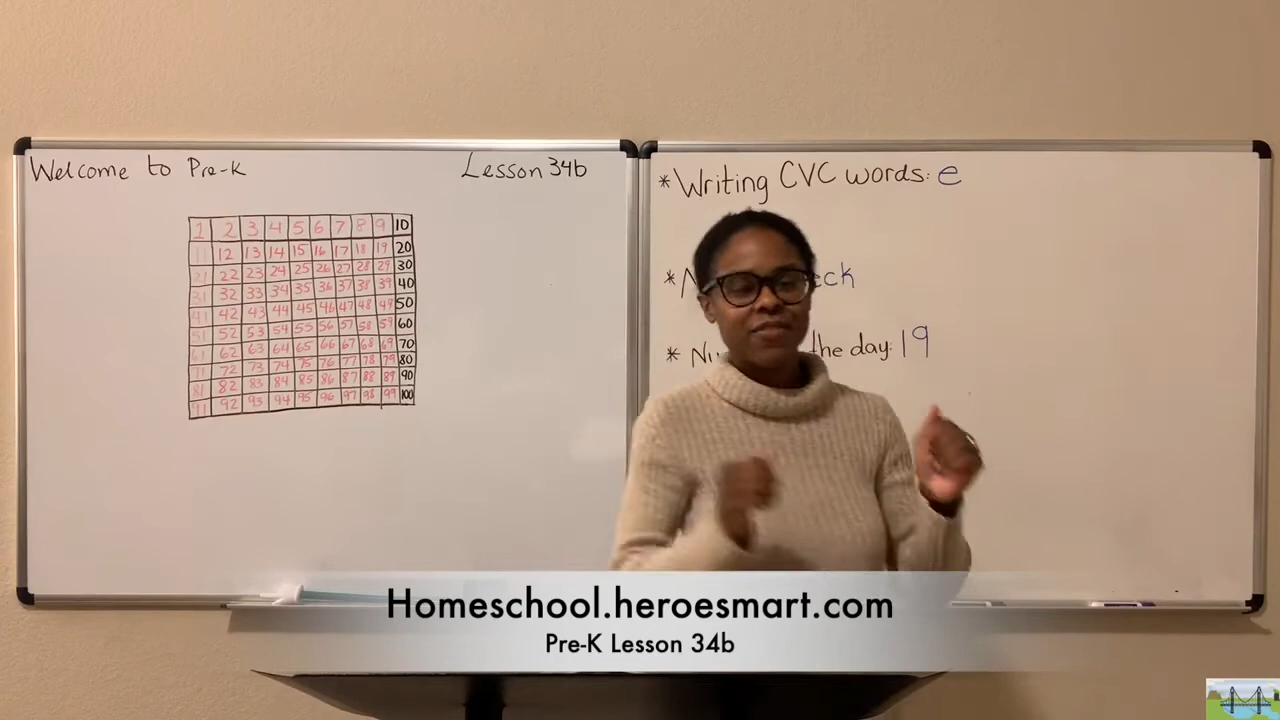 Welcome to Pre-K
Lesson 34b
1 2 3 4 5 6 7 8 9 10
11 12 13 14 15 16 17 18 19 20
21 22 23 24 25 26 27 28 29 30
31 32 33 34 35 36 37 38 39 40
41 42 43 44 45 46 47 48 49 50
51 52 53 54 55 56 57 58 59 60
61 62 63 64 65 66 67 68 69 70
71 72 73 74 75 76 77 78 79 80
81 82 83 84 85 86 87 88 89 90
91 92 93 94 95 96 97 98 99 100
*Writing CVC words: e
*
* the day: 19
Homeschool.heroesmart.com
Pre-K Lesson 34b